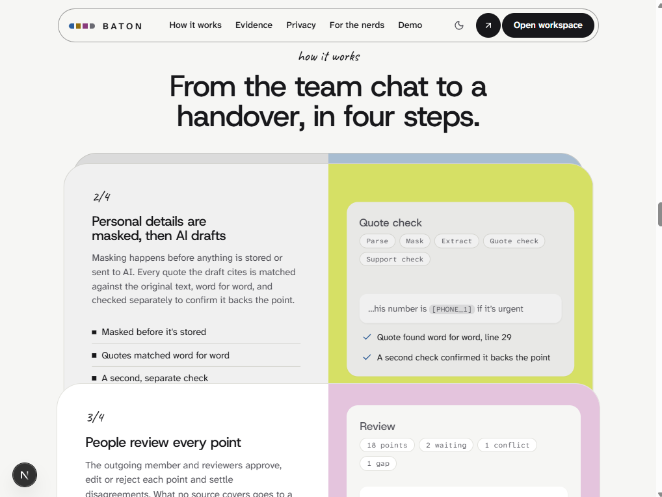 BATON
How it works
Evidence
Privacy
For the nerds
Demo
Open workspace
how it works
From the team chat to a
handover, in four steps.
2/4
Personal details are
masked, then AI drafts
Masking happens before anything is stored or
sent to AI. Every quote the draft cites is matched
against the original text, word for word, and
checked separately to confirm it backs the point.
Masked before it's stored
Quotes matched word for word
A second, separate check
Quote check
Parse
Mask
Extract
Quote check
Support check
...his number is [PHONE_1] if it's urgent
Quote found word for word, line 29
A second check confirmed it backs the point
3/4
People review every point
The outgoing member and reviewers approve,
edit or reject each point and settle
disagreements. What no source covers goes to a
Review
18 points
2 waiting
1 conflict
1 gap
N